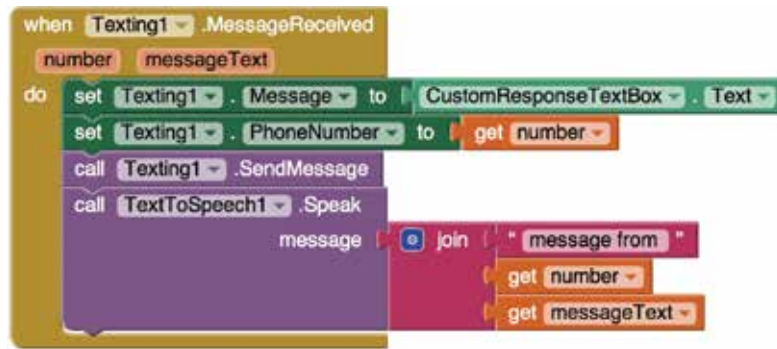 when Texting1 .MessageReceived
number messageText
do set Texting1 . Message to CustomResponseTextBox . Text
set Texting1 . PhoneNumber to get number
call Texting1 .SendMessage
call TextToSpeech1 .Speak
message join " message from "
get number
get messageText